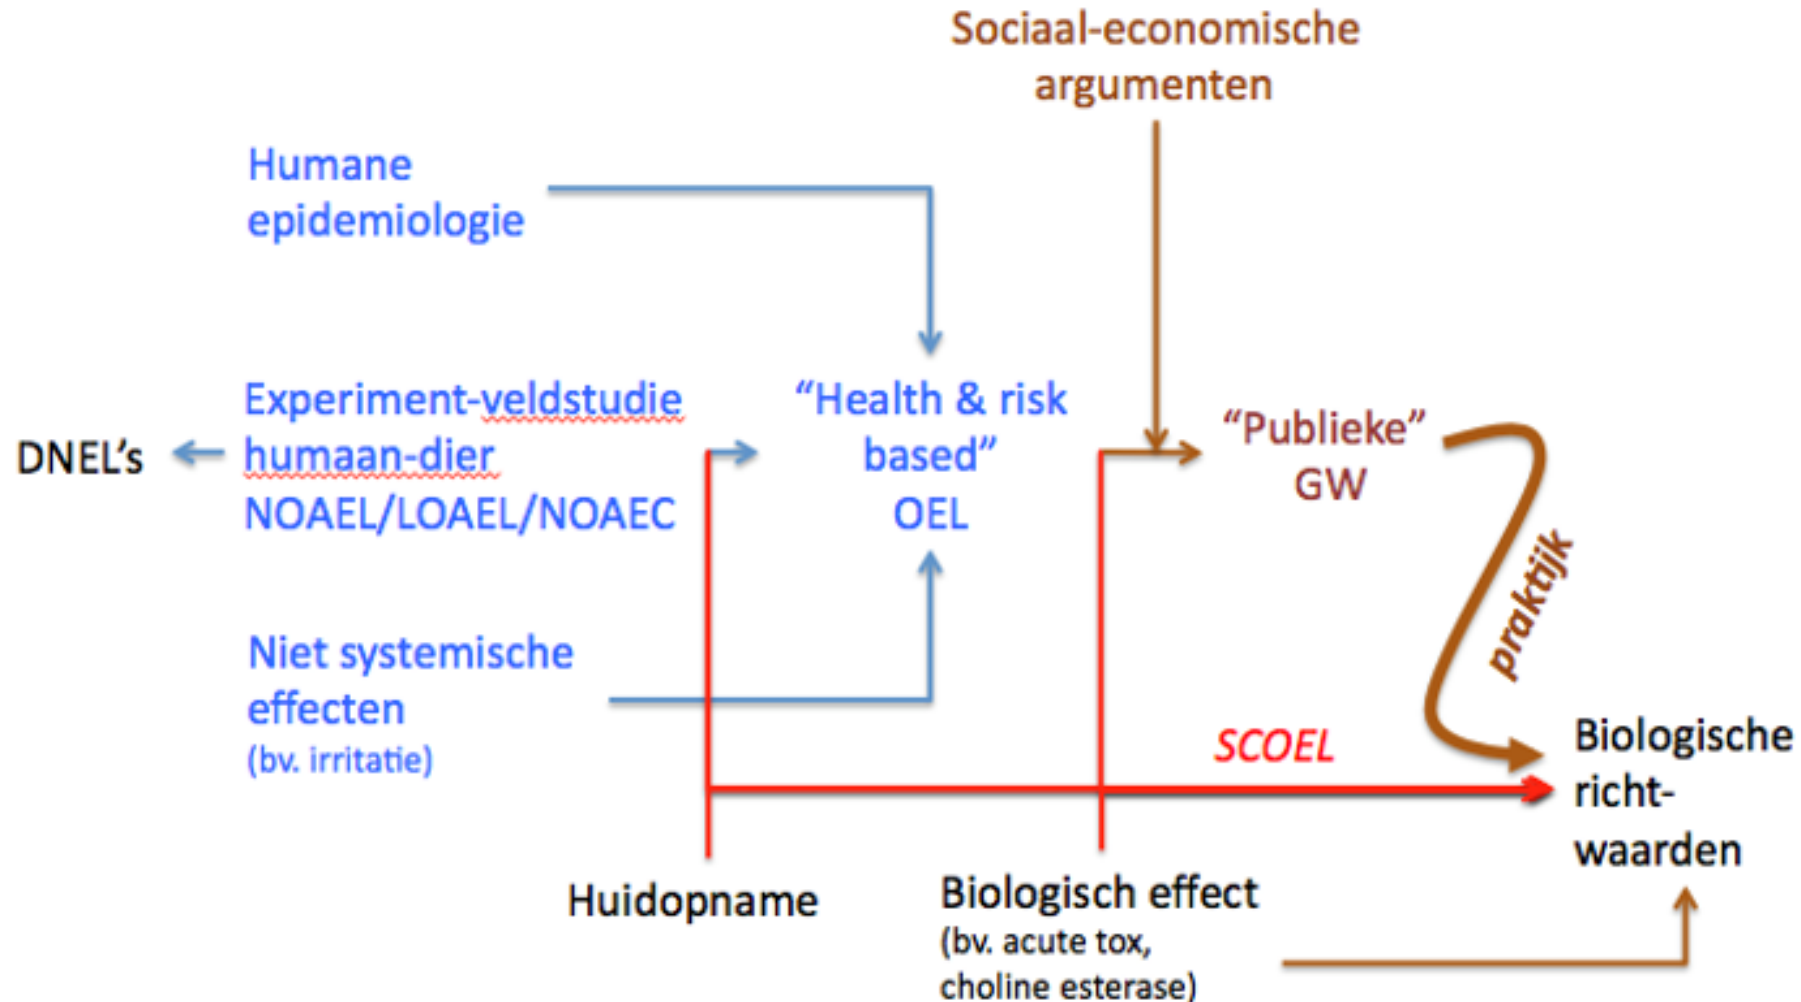 Sociaal-economische
argumenten
Humane
epidemiologie
DNEL’s
Experiment-veldstudie
humaan-dier
NOAEL/LOAEL/NOAEC
“Health & risk
based”
OEL
“Publieke”
GW
praktijk
Niet systemische
effecten
(bv. irritatie)
SCOEL
Biologische
richt-
waarden
Huidopname
Biologisch effect
(bv. acute tox,
choline esterase)